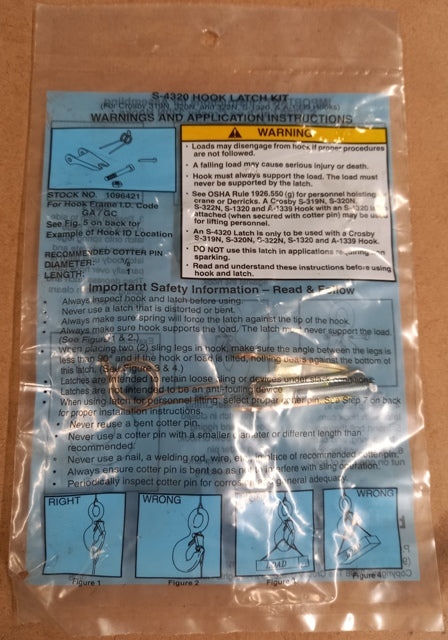 S-4320 HOOK LATCH KIT
(For Crosby 319N, 320N, and 322N, S-1320, & A-1339 Hooks)
WARNINGS AND APPLICATION INSTRUCTIONS
WARNING
• Loads may disengage from hook if proper procedures
are not followed.
• A falling load may cause serious injury or death.
• Hook must always support the load. The load must
never be supported by the latch.
• See OSHA Rule 1926.550 (g) for personnel hoisting
crane or Derricks. A Crosby S-319N, S-320N,
S-322N, S-1320 and A-1339 Hook with an S-4320
attached (when secured with cotter pin) may be
for lifting personnel.
• An S-4320 Latch is only to be used with a Crosby
S-319N, S-320N, S-322N, S-1320 and A-1339 Hook.
• DO NOT use this latch in applications requiring non
sparking.
• Read and understand these instructions before using
hook and latch.
STOCK NO. 1096421
For Hook Frame I.D. Code
GA / GC
See Fig. 5 on back for
Example of Hook ID Location
RECOMMENDED COTTER PIN
DIAMETER:
LENGTH:
Important Safety Information – Read & Follow
• Always inspect hook and latch before using.
• Never use a latch that is distorted or bent.
• Always make sure spring will force the latch against the tip of the hook.
• Always make sure hook supports the load. The latch must never support the load.
(See Figure 1 & 2.)
• When placing two (2) sling legs in hook, make sure the angle between the legs is
less than 90° and if the hook or load is tilted, nothing bears against the bottom of
this latch. (See Figures 3 & 4.)
• Latches are intended to retain loose sling or devices under slack conditions.
• Latches are not intended to be an anti-fouling device.
• When using latch for personnel lifting, select proper cotter pin. See Step 7 on back
for proper installation instructions.
• Never reuse a bent cotter pin.
• Never use a cotter pin with a smaller diameter or different length than
recommended.
• Never use a nail, a welding rod, wire, etc., in place of recommended cotter pin.
• Always ensure cotter pin is bent so as not to interfere with sling operation.
• Periodically inspect cotter pin for corrosion and general adequacy.
RIGHT
WRONG
RIGHT
WRONG
LOAD
Figure 1
Figure 2
Figure 3
Figure 4